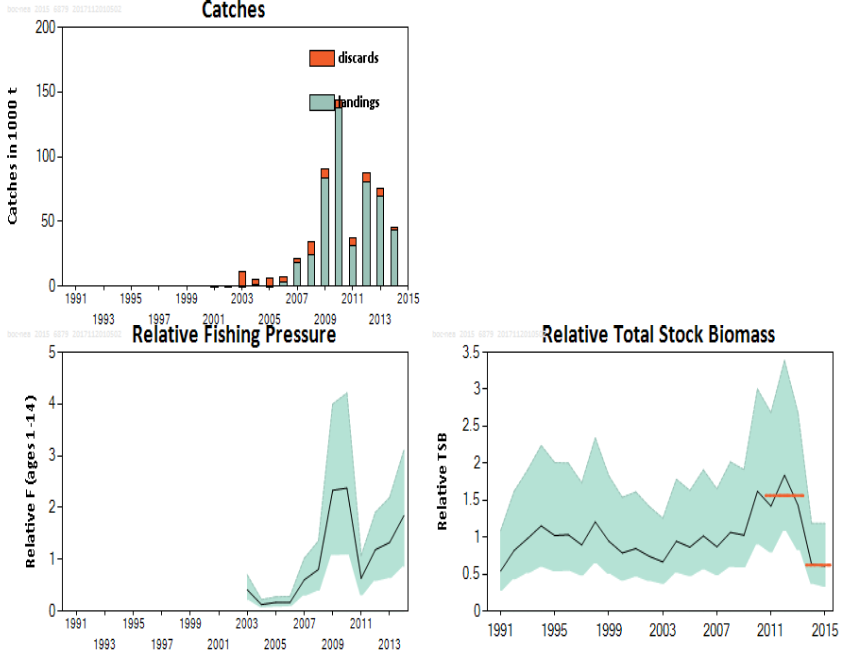 Catches
200
150
100
50
0
Catches in 1000 t
discards
landings
1991 1995 1999 2003 2007 2011 2015
1993 1997 2001 2005 2009 2013
Relative Fishing Pressure
5
4
3
2
1
0
Relative F (ages 1-14)
1991 1995 1999 2003 2007 2011
1993 1997 2001 2005 2009 2013
Relative Total Stock Biomass
3.5
3
2.5
2
1.5
1
0.5
0
Relative TSB
1991 1995 1999 2003 2007 2011 2015